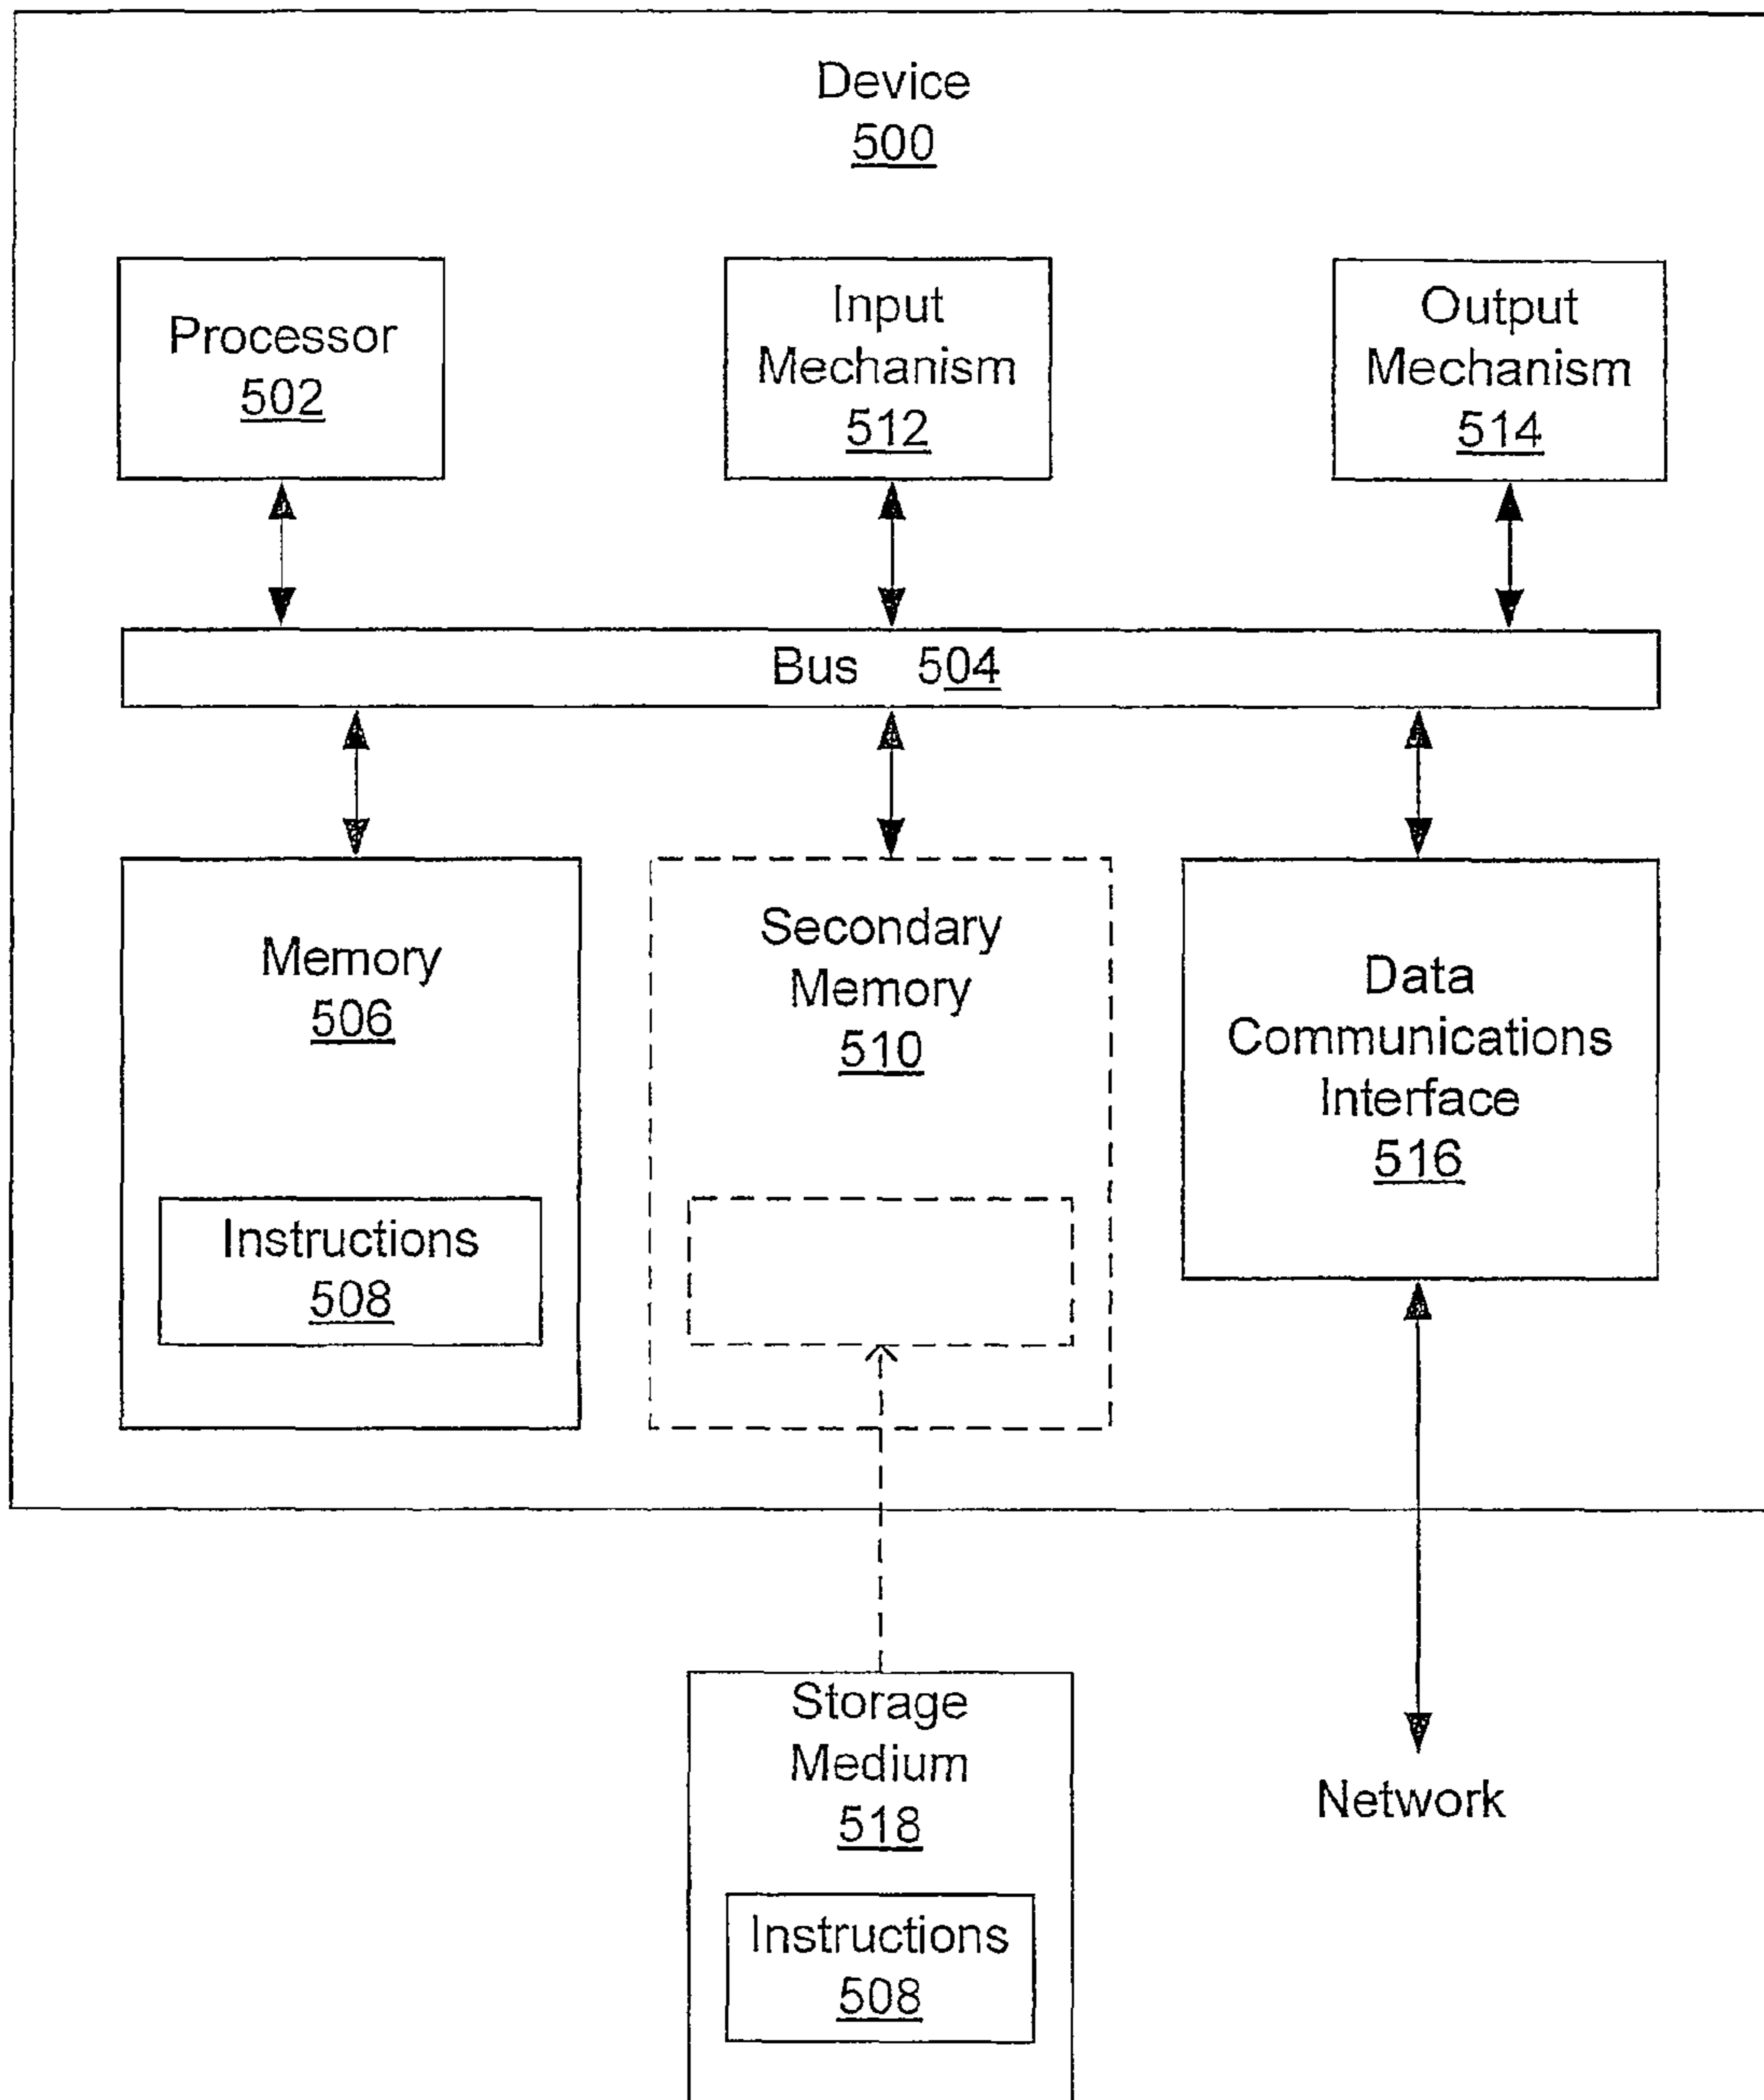 Device
500
Processor
502
Input
Mechanism
512
Output
Mechanism
514
Bus 504
Memory
506
Instructions
508
Secondary
Memory
510
Data
Communications
Interface
516
Storage
Medium
518
Instructions
508
Network